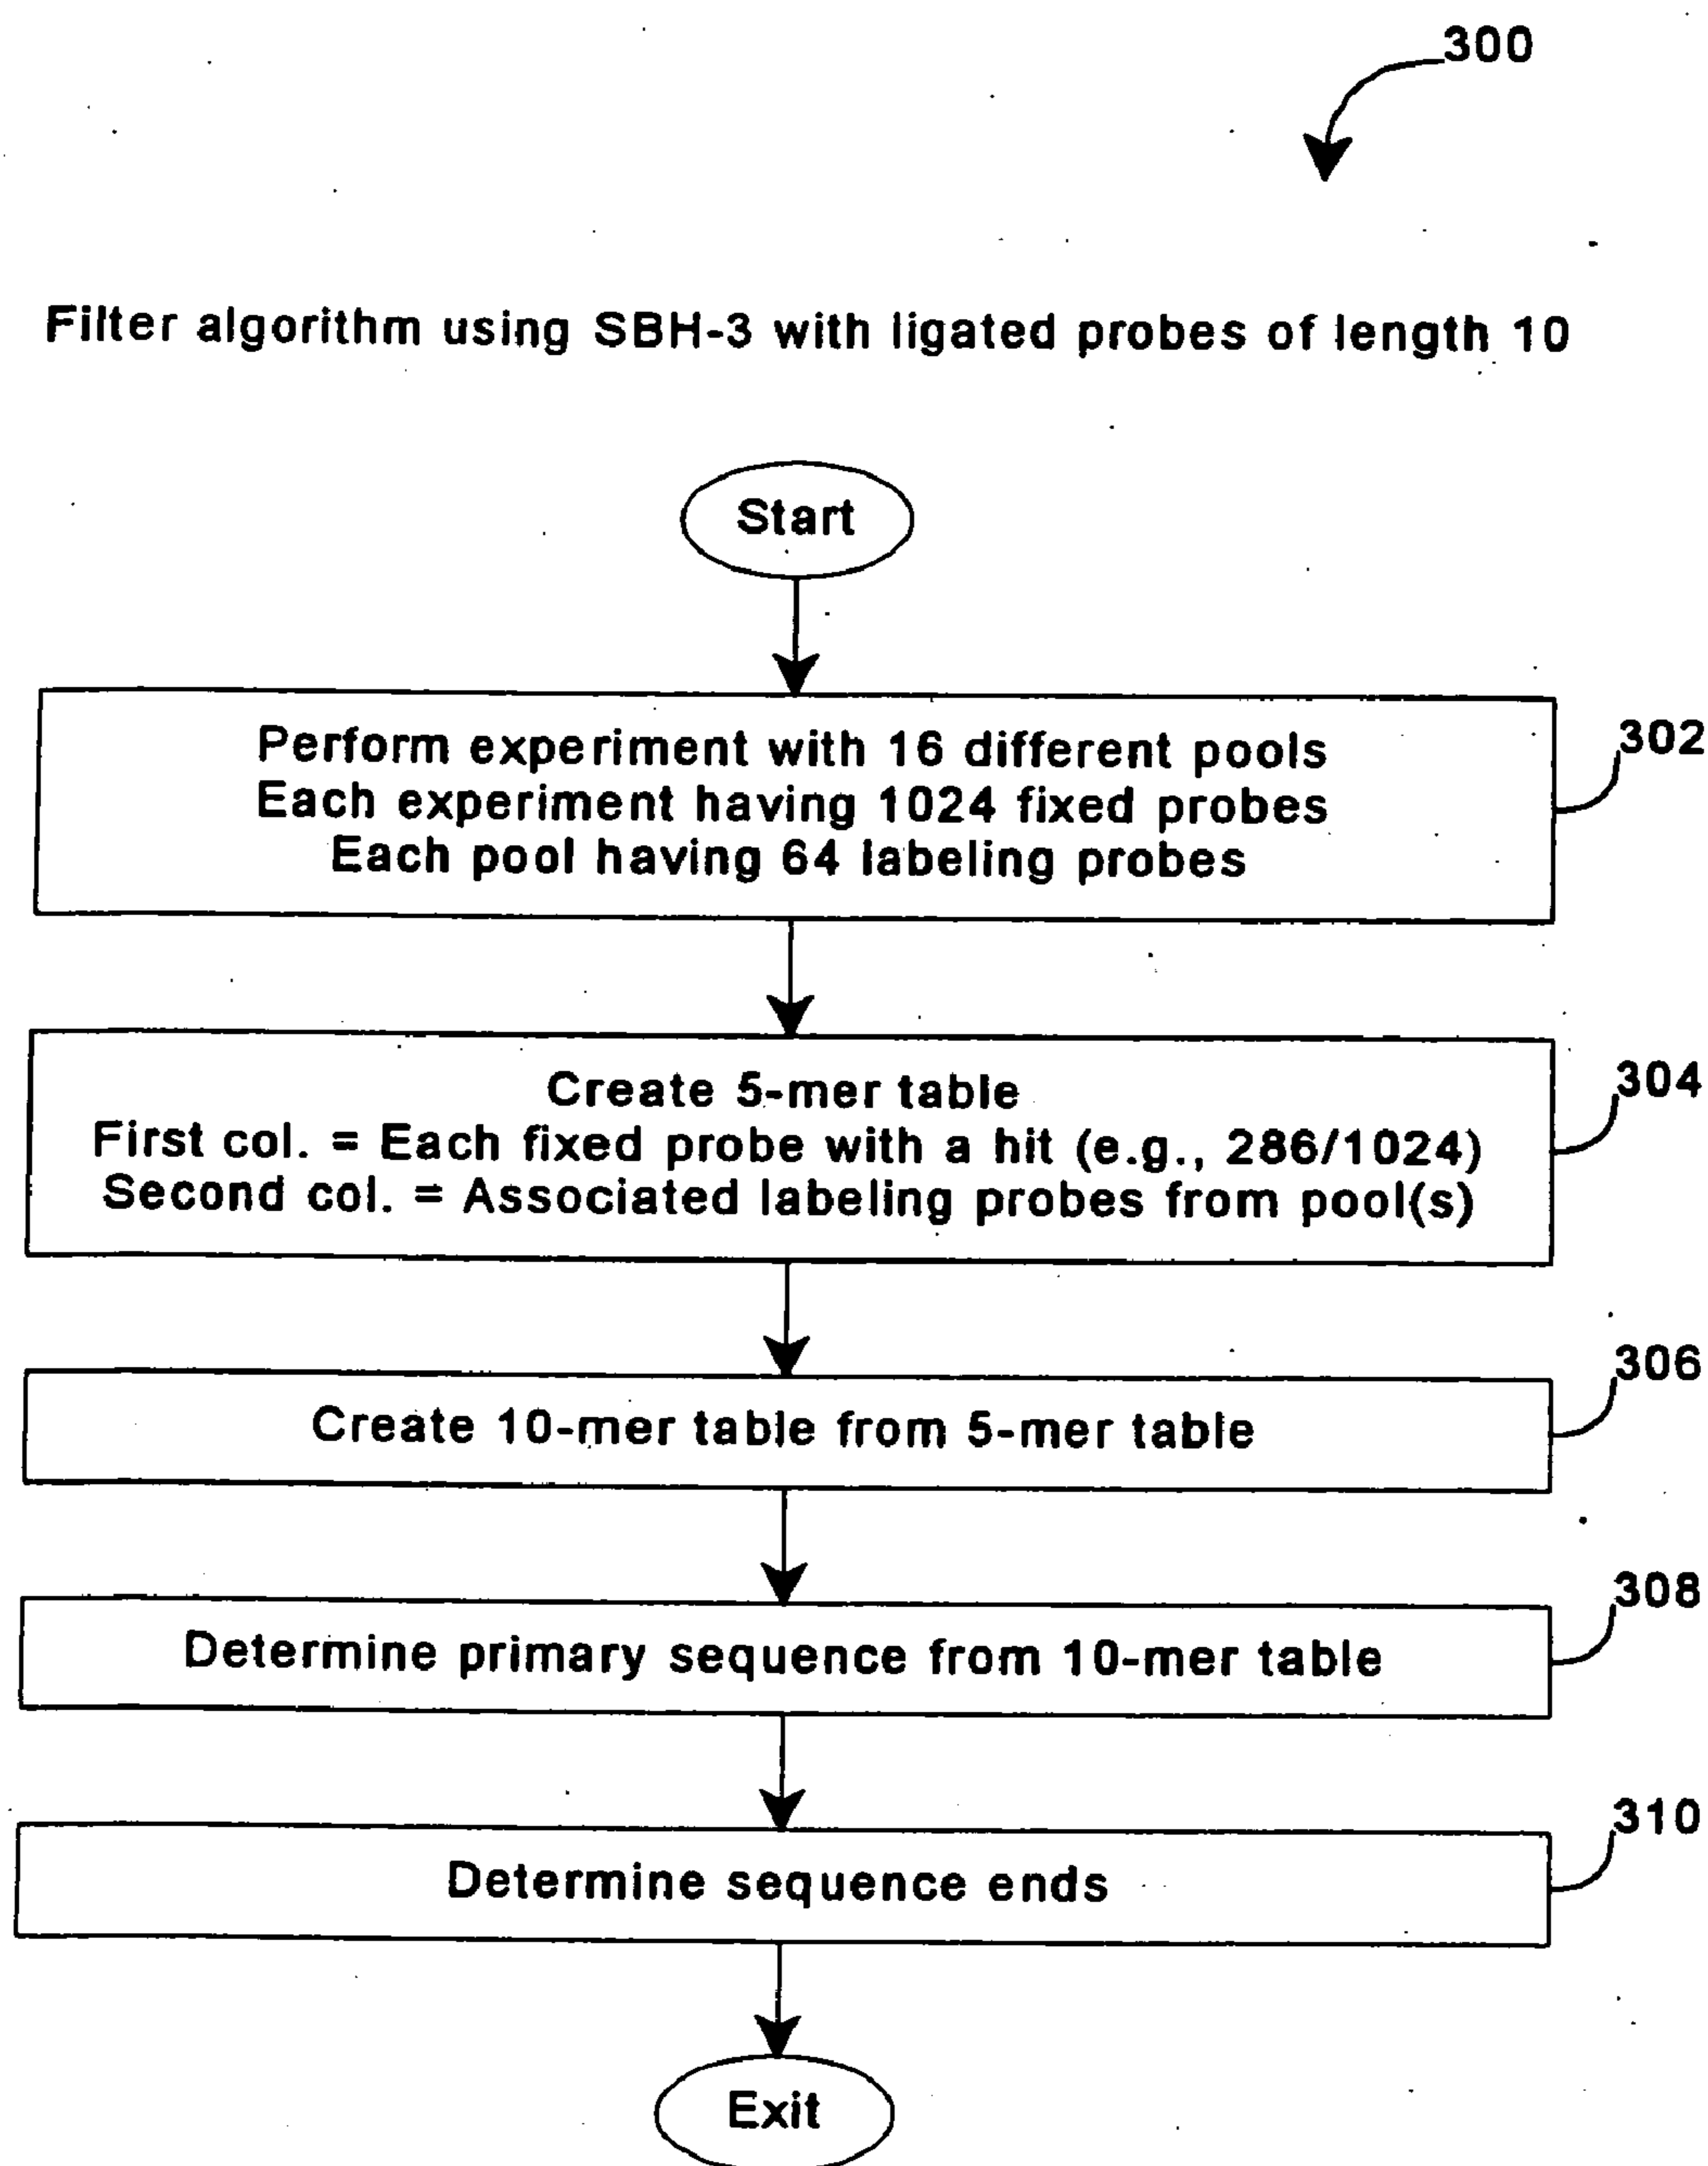 300
Filter algorithm using SBH-3 with ligated probes of length 10
Start
Perform experiment with 16 different pools
Each experiment having 1024 fixed probes
Each pool having 64 labeling probes
302
Create 5-mer table
First col. = Each fixed probe with a hit (e.g., 286/1024)
Second col. = Associated labeling probes from pool(s)
304
Create 10-mer table from 5-mer table
306
Determine primary sequence from 10-mer table
308
Determine sequence ends
310
Exit